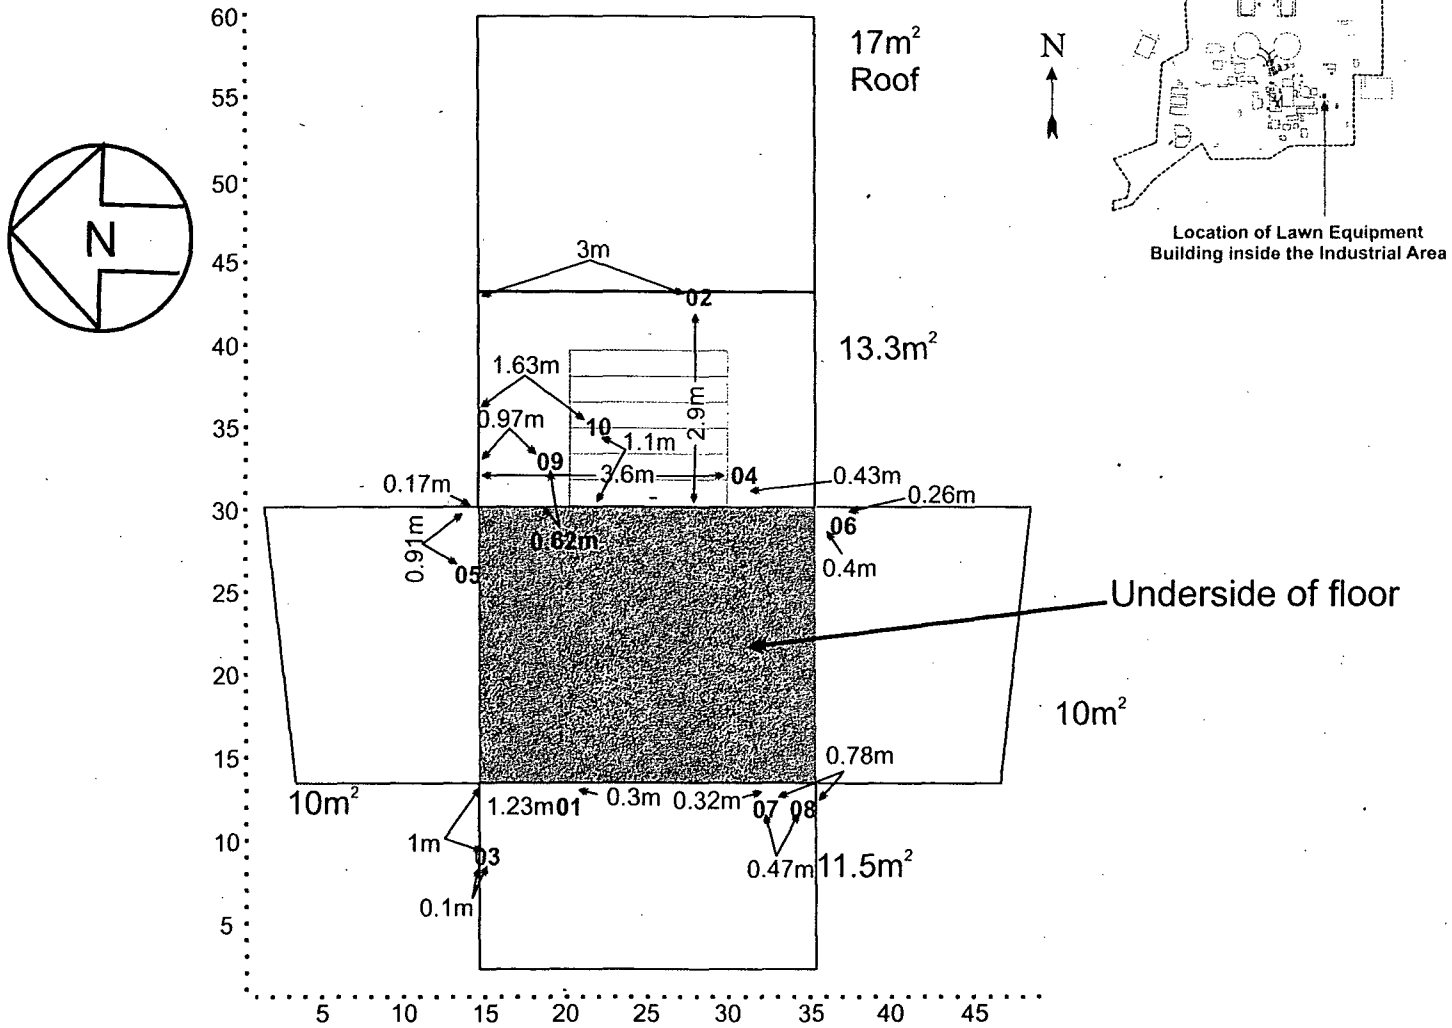 60
55
50
45
40
35
30
25
20
15
10
5
5
10
15
20
25
30
35
40
45
N
17m²
Roof
N
Location of Lawn Equipment
Building inside the Industrial Area
3m
02
13.3m²
1.63m
0.97m
10
1.1m
2.9m
09
3.6m
04
0.43m
0.17m
0.26m
0.62m
06
0.91m
05
0.4m
Underside of floor
10m²
0.78m
10m²
1.23m01
0.3m
0.32m
07
08
1m
03
0.47m
11.5m²
0.1m